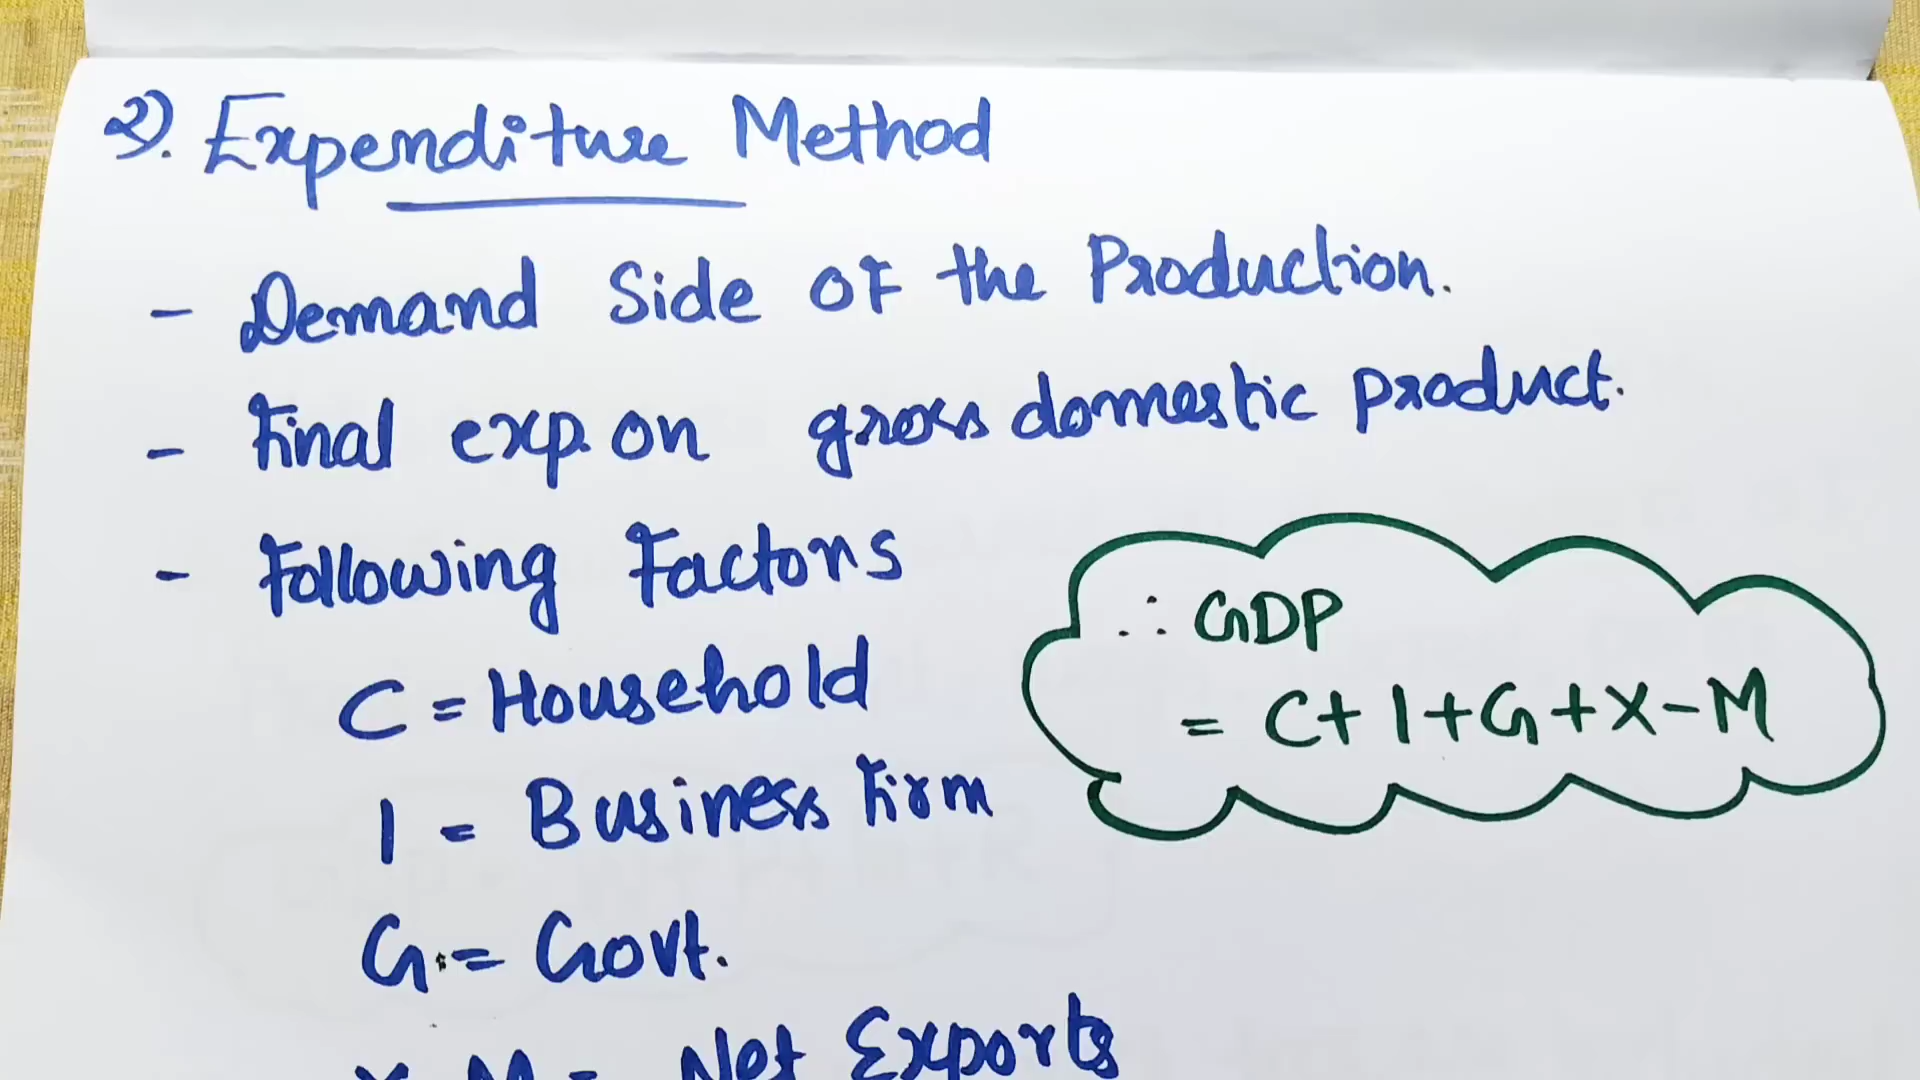 2). Expenditure Method
- Demand Side of the Production.
- Final exp. on gross domestic product.
- Following Factors
C = Household
I = Business firm
G = Govt.
X-M = Net Exports
∴ GDP
= C+I+G+X-M